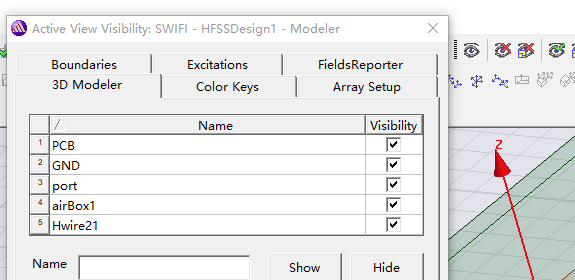 Active View Visibility: SWIFI - HFSSDesign1 - Modeler
Boundaries Excitations FieldsReporter
3D Modeler Color Keys Array Setup
Name Visibility
1 PCB
2 GND
3 port
4 airBox1
5 Hwire21
Name Show Hide
Z